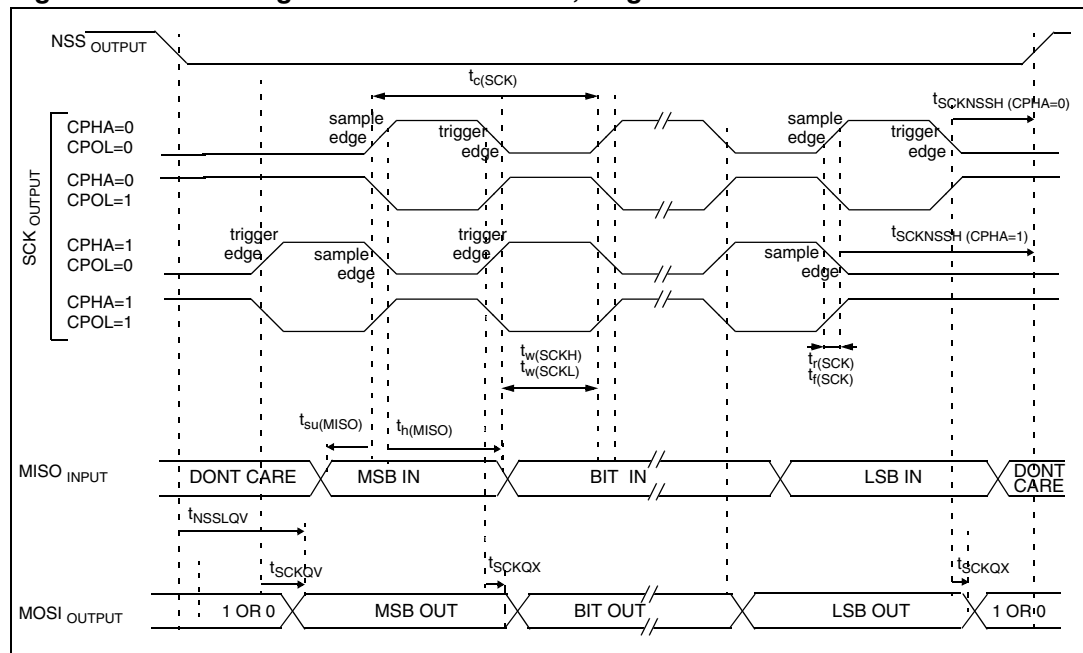 NSS OUTPUT
tc(SCK)
tSCKNSSH (CPHA=0)
SCK OUTPUT
CPHA=0
CPOL=0
sample
edge
trigger
edge
sample
edge
trigger
edge
CPHA=0
CPOL=1
tSCKNSSH (CPHA=1)
CPHA=1
CPOL=0
trigger
edge
sample
edge
trigger
edge
sample
edge
CPHA=1
CPOL=1
tw(SCKH)
tw(SCKL)
tr(SCK)
tf(SCK)
tsu(MISO)
th(MISO)
MISO INPUT
DONT CARE
MSB IN
BIT IN
LSB IN
DONT
CARE
tNSSLQV
tSCKQV
tSCKQX
tSCKQX
MOSI OUTPUT
1 OR 0
MSB OUT
BIT OUT
LSB OUT
1 OR 0